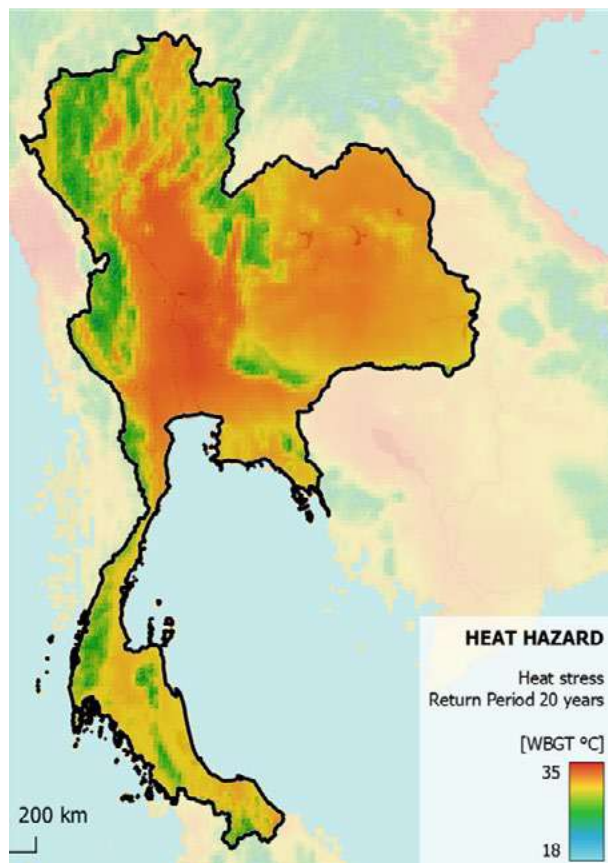 HEAT HAZARD
Heat stress
Return Period 20 years
[WBGT °C]
35
18
200 km